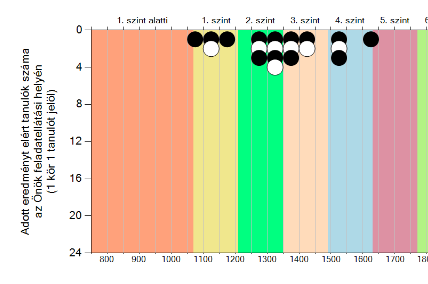 1. szint alatti 1. szint 2. szint 3. szint 4. szint 5. szint 6
Adott eredményt elért tanulók száma
az Önök feladatellátási helyén
(1 kör 1 tanulót jelöl)
0
4
8
12
16
20
24
800 900 1000 1100 1200 1300 1400 1500 1600 1700 180